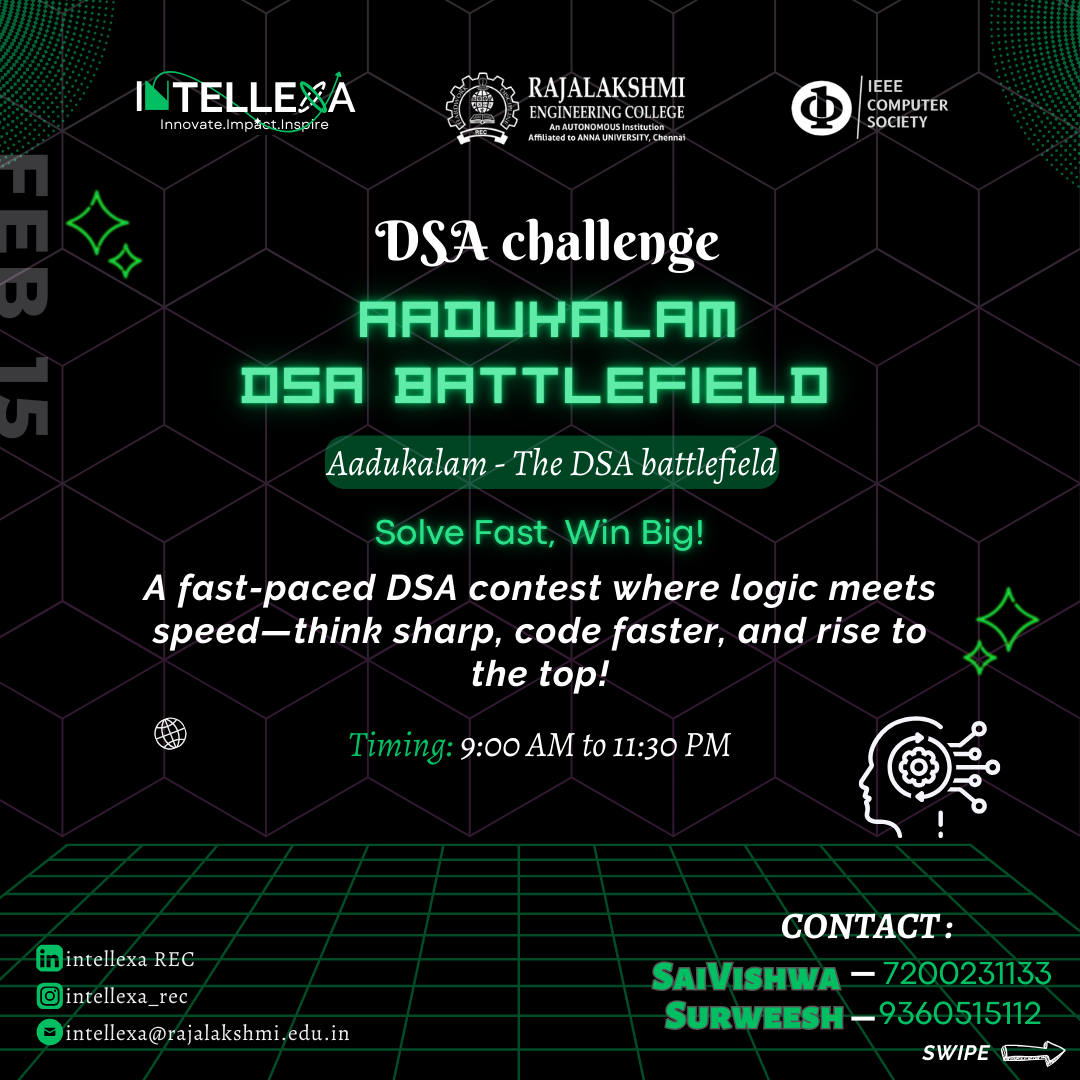 INTELLEXA
Innovate.Impact.Inspire
RAJALAKSHMI
ENGINEERING COLLEGE
An AUTONOMOUS Institution
Affiliated to ANNA UNIVERSITY, Chennai
REC
IEEE
COMPUTER
SOCIETY
FEB 15
DSA challenge
AADUKALAM
DSA BATTLEFIELD
Aadukalam - The DSA battlefield
Solve Fast, Win Big!
A fast-paced DSA contest where logic meets
speed—think sharp, code faster, and rise to
the top!
Timing: 9:00 AM to 11:30 PM
CONTACT :
SaiVishwa – 7200231133
Surweesh – 9360515112
intellexa REC
intellexa_rec
intellexa@rajalakshmi.edu.in
SWIPE